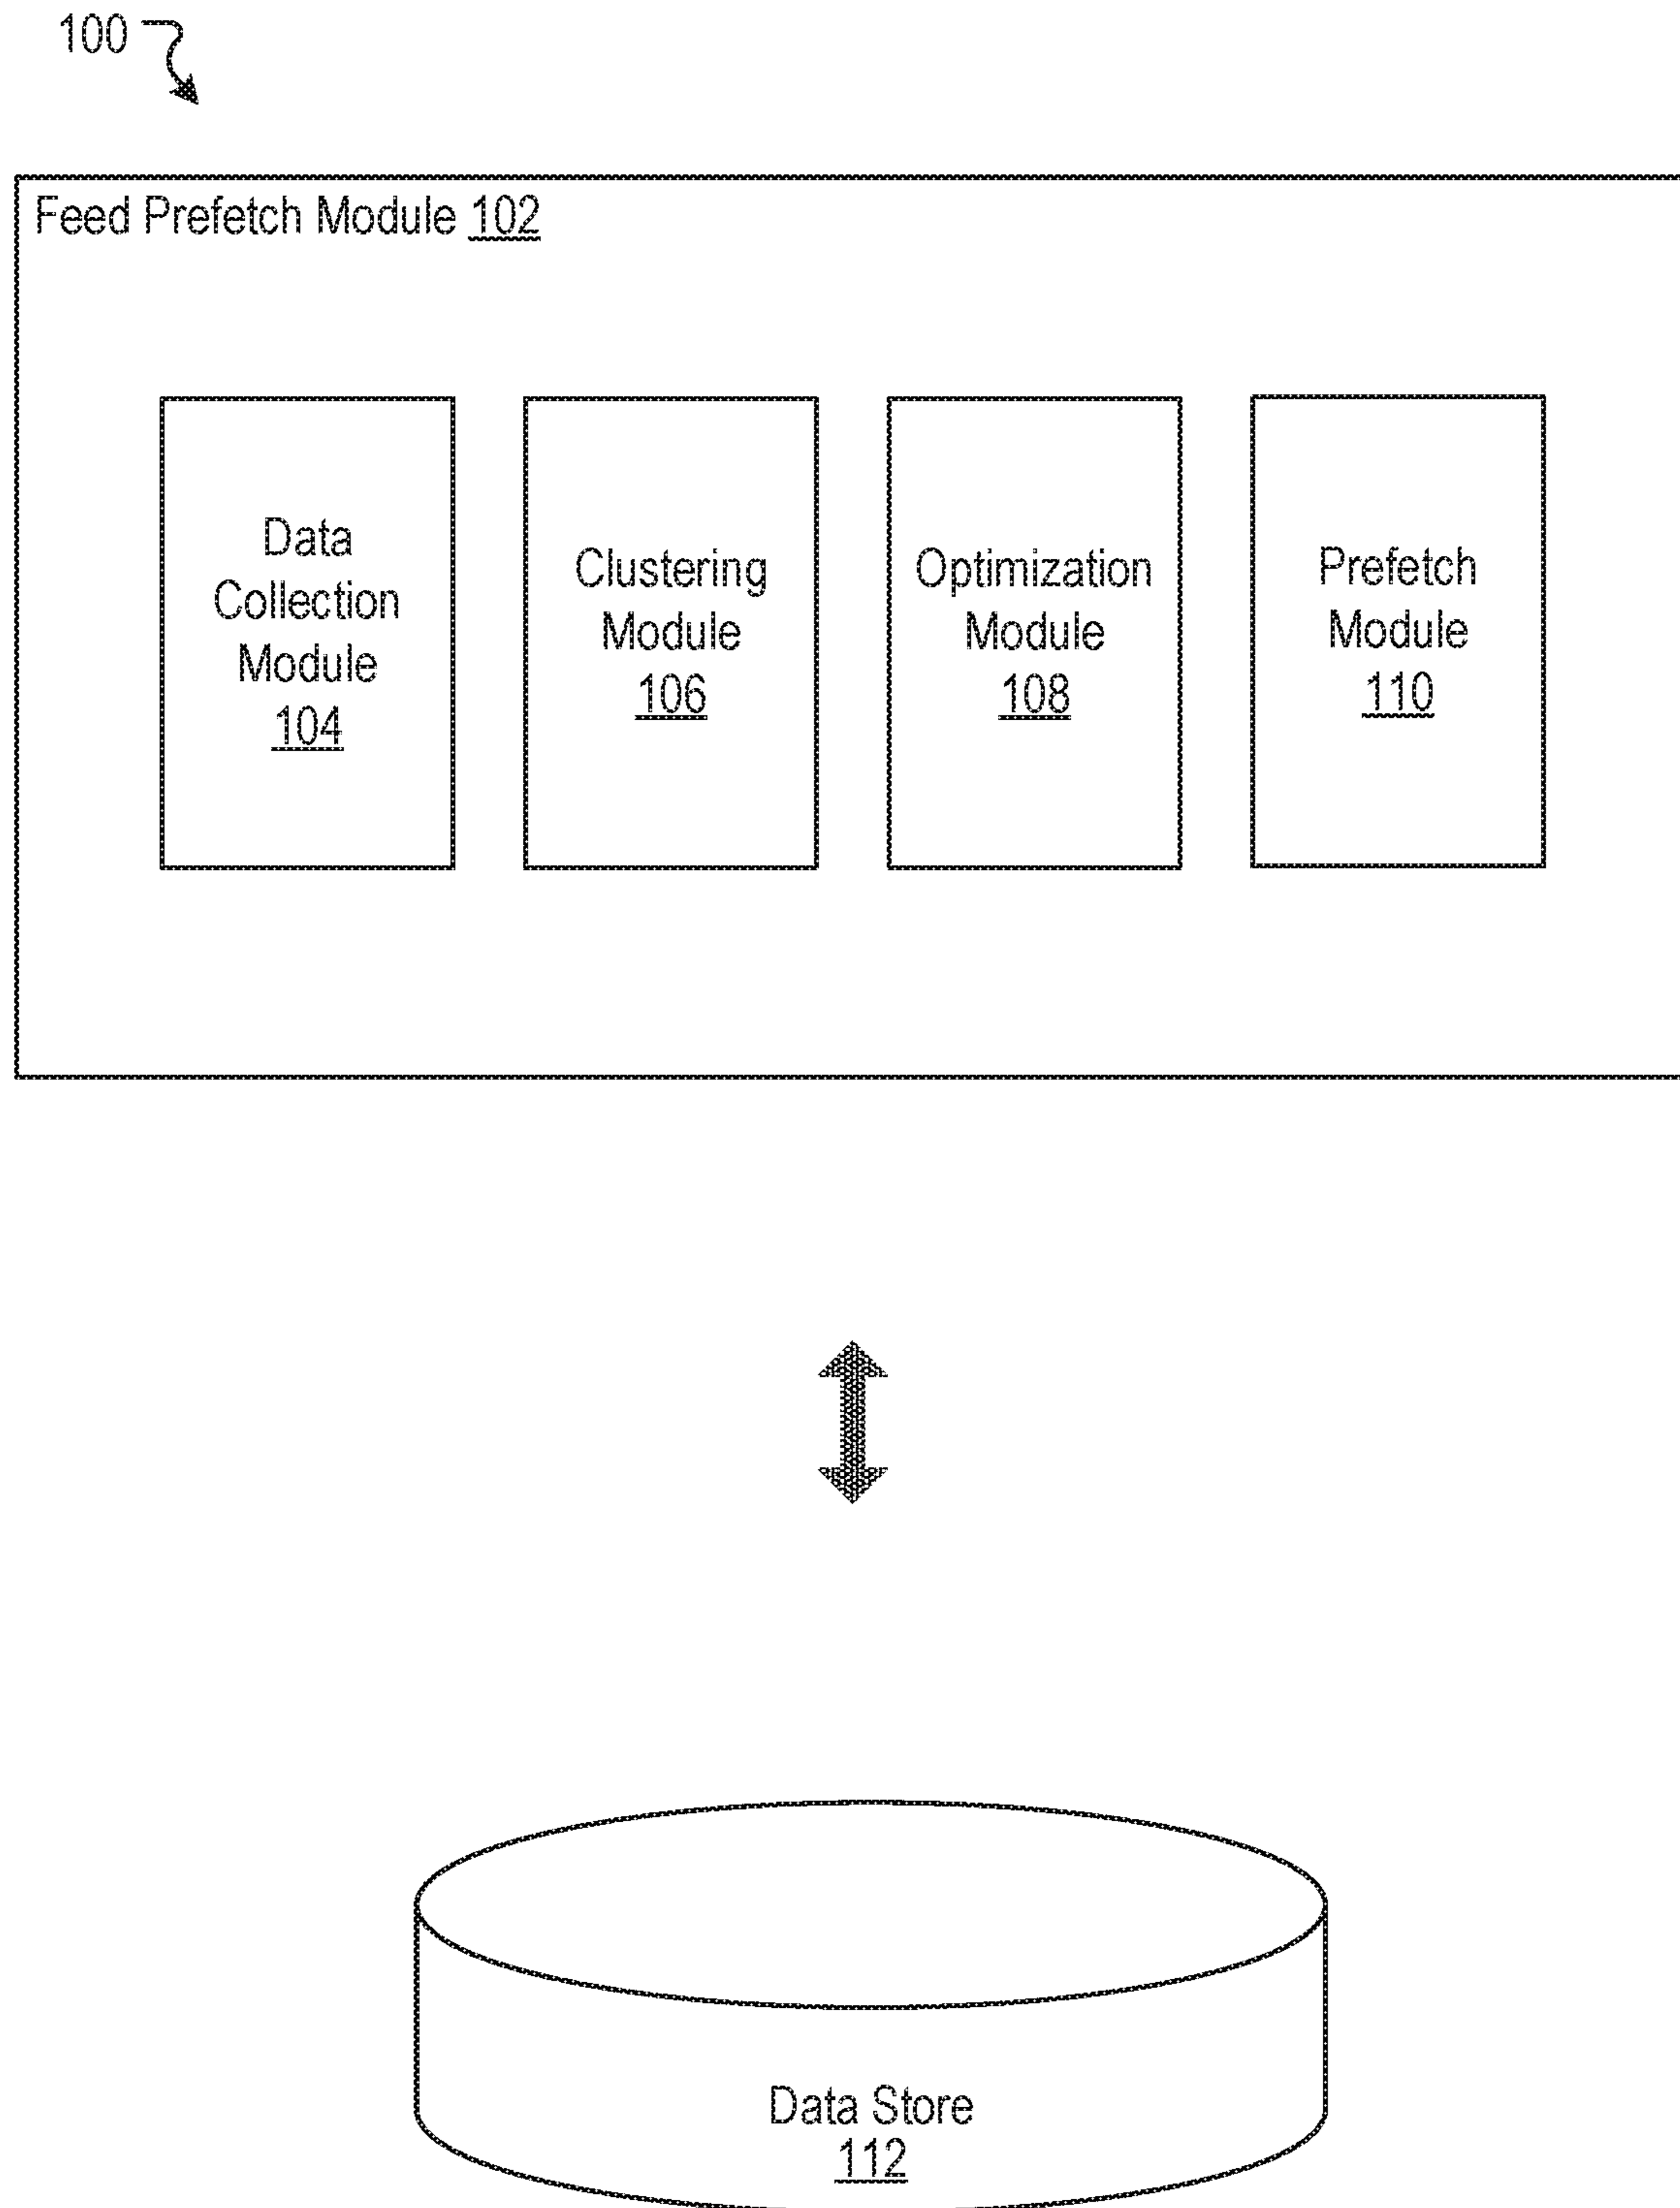 100
Feed Prefetch Module 102
Data
Collection
Module
104
Clustering
Module
106
Optimization
Module
108
Prefetch
Module
110
Data Store
112